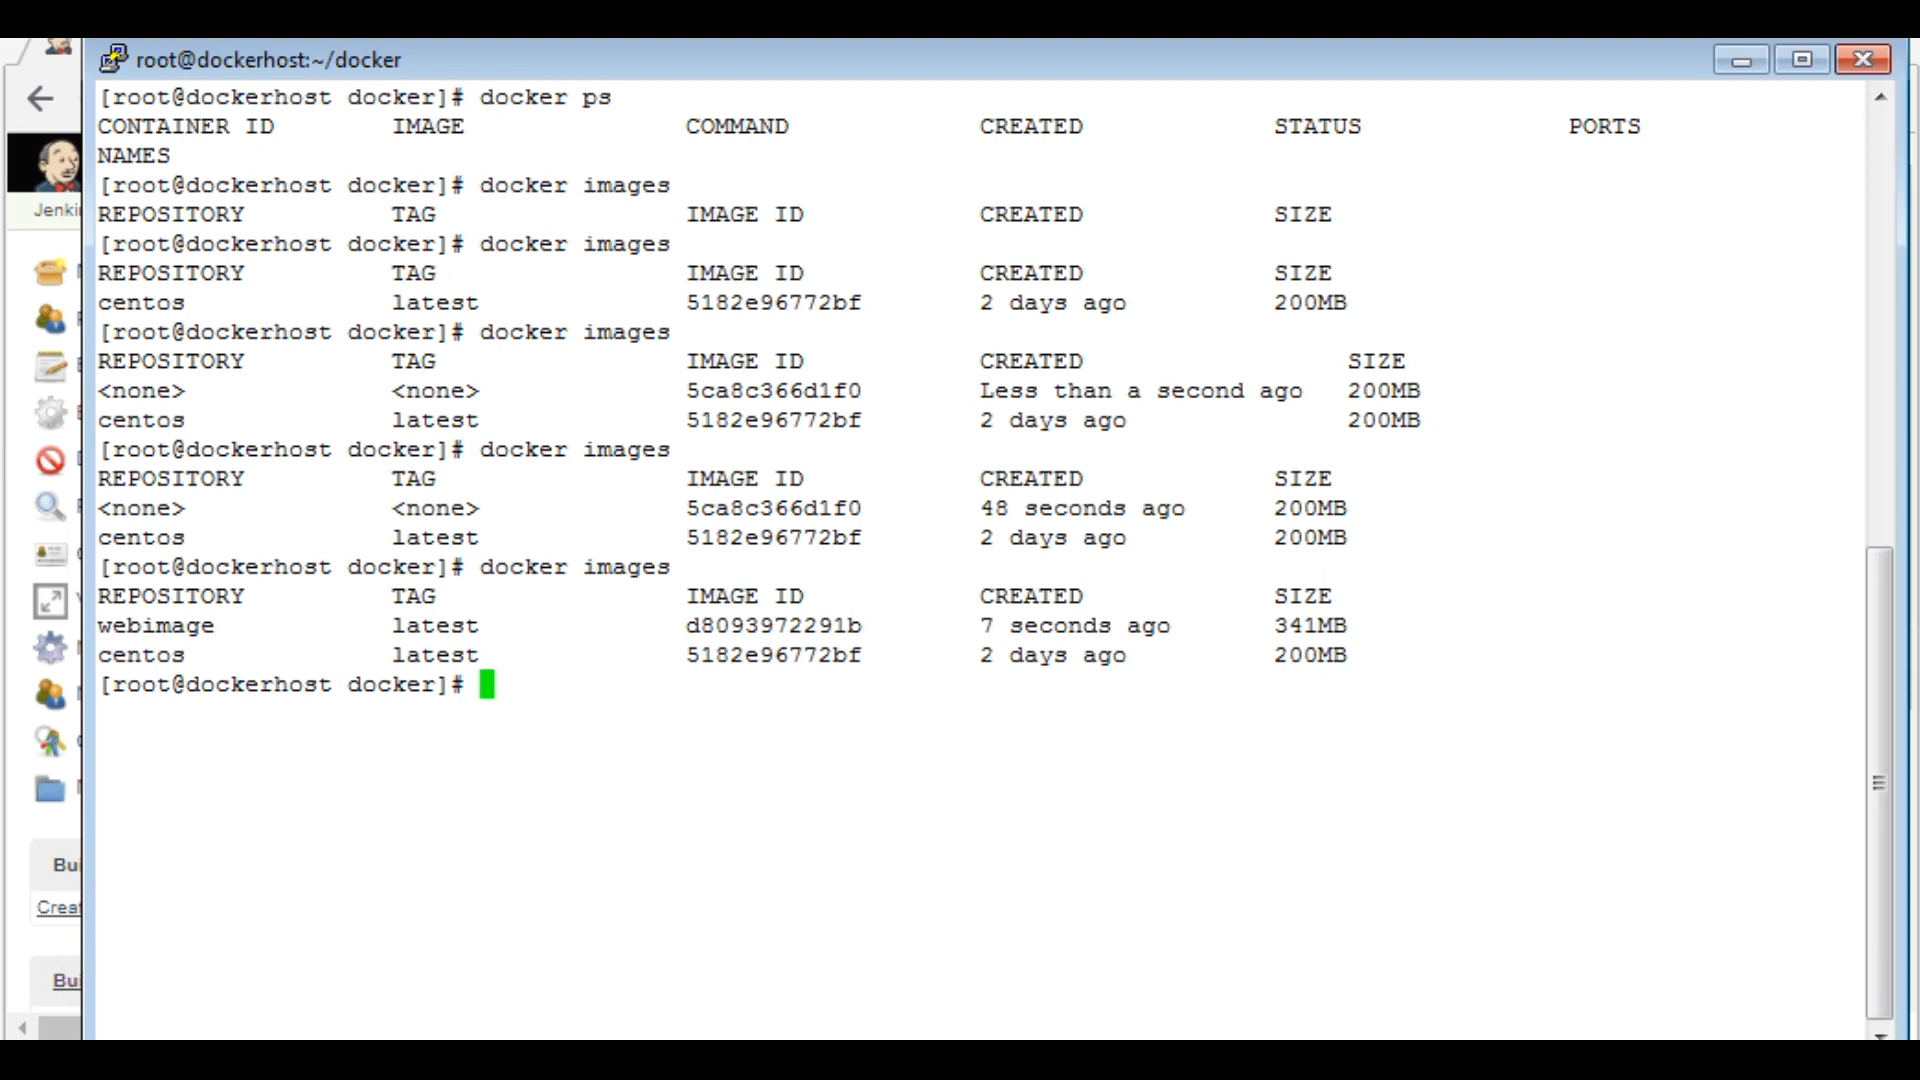 root@dockerhost:~/docker
[root@dockerhost docker]# docker ps
CONTAINER ID IMAGE COMMAND CREATED STATUS PORTS
NAMES
[root@dockerhost docker]# docker images
REPOSITORY TAG IMAGE ID CREATED SIZE
[root@dockerhost docker]# docker images
REPOSITORY TAG IMAGE ID CREATED SIZE
centos latest 5182e96772bf 2 days ago 200MB
[root@dockerhost docker]# docker images
REPOSITORY TAG IMAGE ID CREATED SIZE
<none> <none> 5ca8c366d1f0 Less than a second ago 200MB
centos latest 5182e96772bf 2 days ago 200MB
[root@dockerhost docker]# docker images
REPOSITORY TAG IMAGE ID CREATED SIZE
<none> <none> 5ca8c366d1f0 48 seconds ago 200MB
centos latest 5182e96772bf 2 days ago 200MB
[root@dockerhost docker]# docker images
REPOSITORY TAG IMAGE ID CREATED SIZE
webimage latest d8093972291b 7 seconds ago 341MB
centos latest 5182e96772bf 2 days ago 200MB
[root@dockerhost docker]#
Jenki
Bui
Creat
Bui